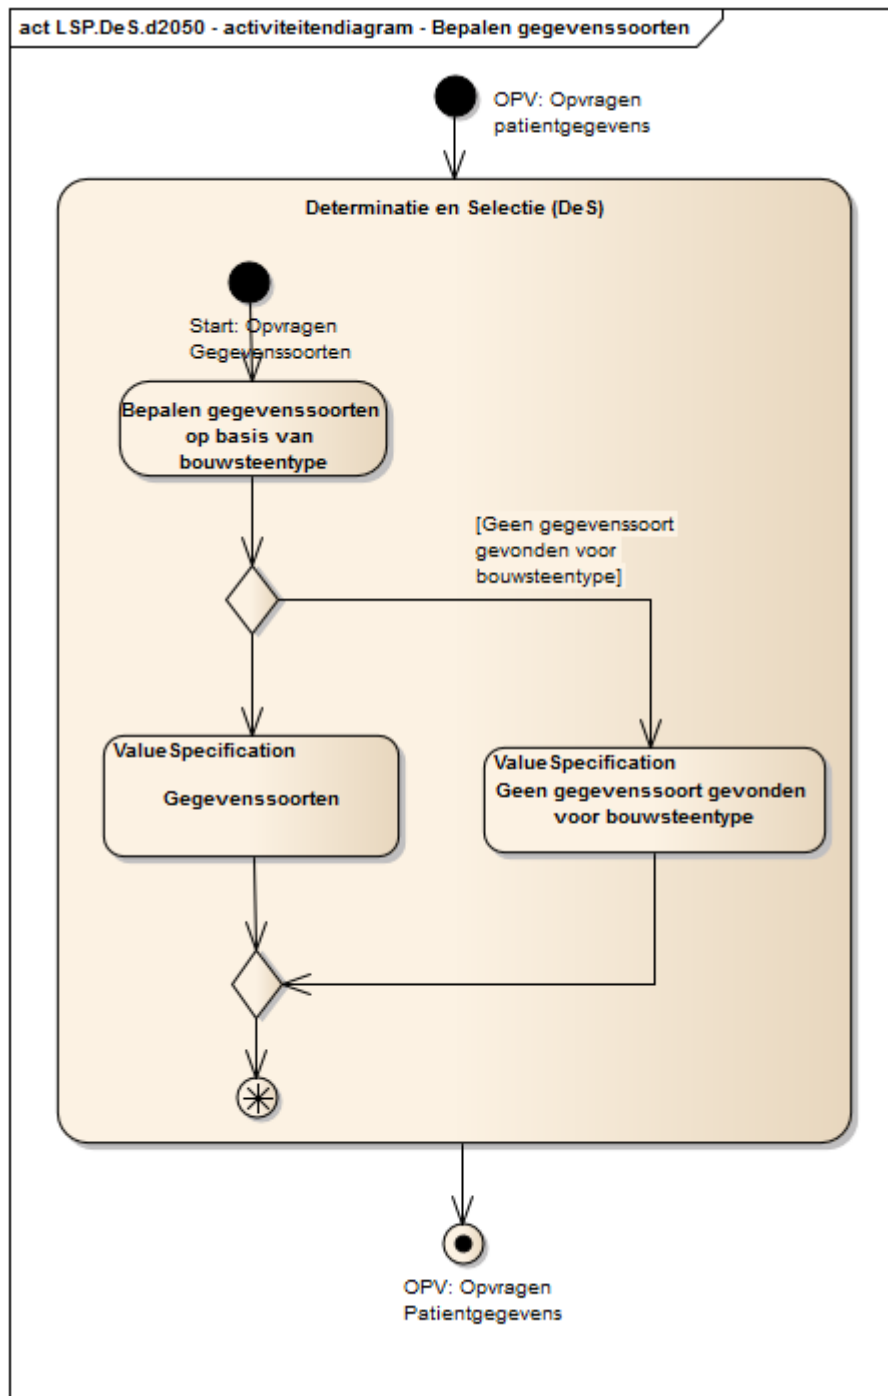 act LSP.DeS.d2050 - activiteitendiagram - Bepalen gegevenssoorten
OPV: Opvragen
patientgegevens
Determinatie en Selectie (DeS)
Start: Opvragen
Gegevenssoorten
Bepalen gegevenssoorten
op basis van
bouwsteentype
[Geen gegevenssoort
gevonden voor
bouwsteentype]
ValueSpecification
Gegevenssoorten
ValueSpecification
Geen gegevenssoort gevonden
voor bouwsteentype
OPV: Opvragen
Patientgegevens